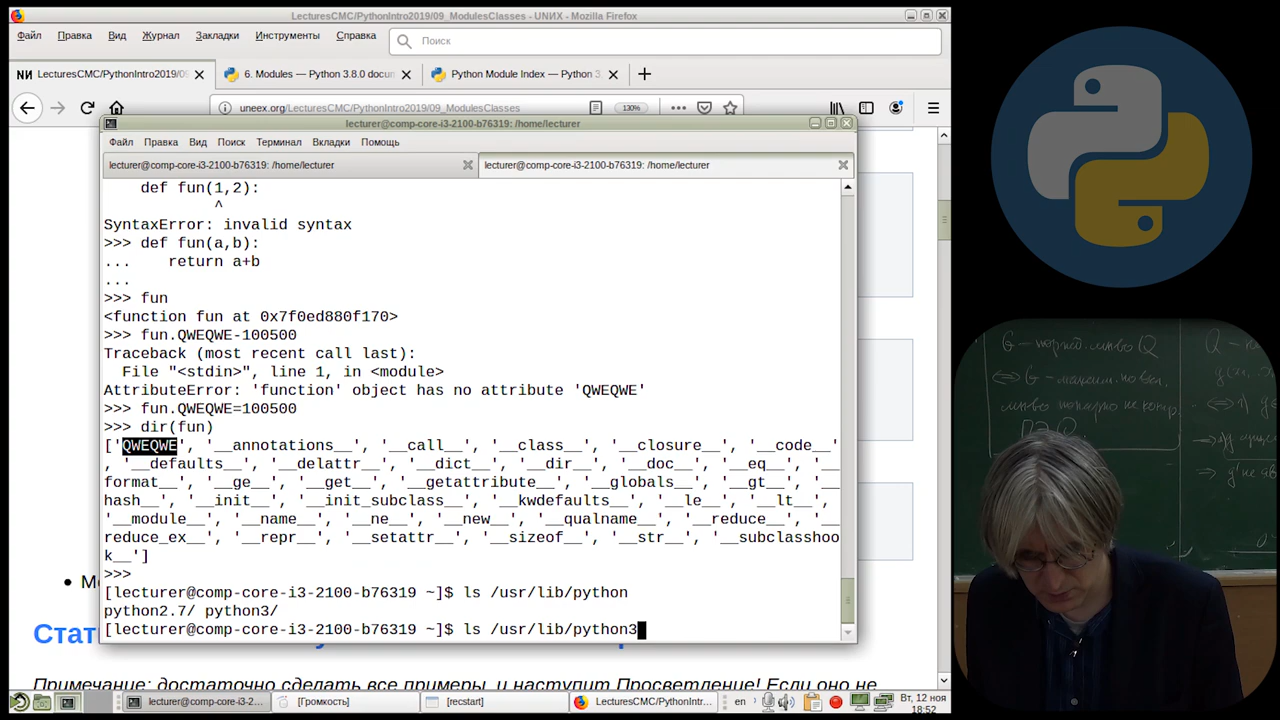 LecturesCMC/PythonIntro2019/09_ModulesClasses - UNИX - Mozilla Firefox
Файл Правка Вид Журнал Закладки Инструменты Справка
Поиск
LecturesCMC/PythonIntro2019/09
6. Modules — Python 3.8.0 docun
Python Module Index — Python 3.
uneex.org/LecturesCMC/PythonIntro2019/09_ModulesClasses
130%
lecturer@comp-core-i3-2100-b76319: /home/lecturer
Файл Правка Вид Поиск Терминал Вкладки Помощь
lecturer@comp-core-i3-2100-b76319: /home/lecturer
lecturer@comp-core-i3-2100-b76319: /home/lecturer
def fun(1,2):
^
SyntaxError: invalid syntax
>>> def fun(a,b):
... return a+b
...
>>> fun
<function fun at 0x7f0ed880f170>
>>> fun.QWEQWE-100500
Traceback (most recent call last):
File "<stdin>", line 1, in <module>
AttributeError: 'function' object has no attribute 'QWEQWE'
>>> fun.QWEQWE=100500
>>> dir(fun)
['QWEQWE', '__annotations__', '__call__', '__class__', '__closure__', '__code__'
, '__defaults__', '__delattr__', '__dict__', '__dir__', '__doc__', '__eq__', '__
format__', '__ge__', '__get__', '__getattribute__', '__globals__', '__gt__', '__
hash__', '__init__', '__init_subclass__', '__kwdefaults__', '__le__', '__lt__', '
__module__', '__name__', '__ne__', '__new__', '__qualname__', '__reduce__', '__
reduce_ex__', '__repr__', '__setattr__', '__sizeof__', '__str__', '__subclasshoo
k__']
>>>
[lecturer@comp-core-i3-2100-b76319 ~]$ ls /usr/lib/python
python2.7/ python3/
[lecturer@comp-core-i3-2100-b76319 ~]$ ls /usr/lib/python3
Стат
Примечание: достаточно сделать все примеры, и наступит Просветление! Если оно не
lecturer@comp-core-i3-2...
[Громкость]
[recstart]
LecturesCMC/PythonIntro...
en
Вт, 12 ноя
18:52